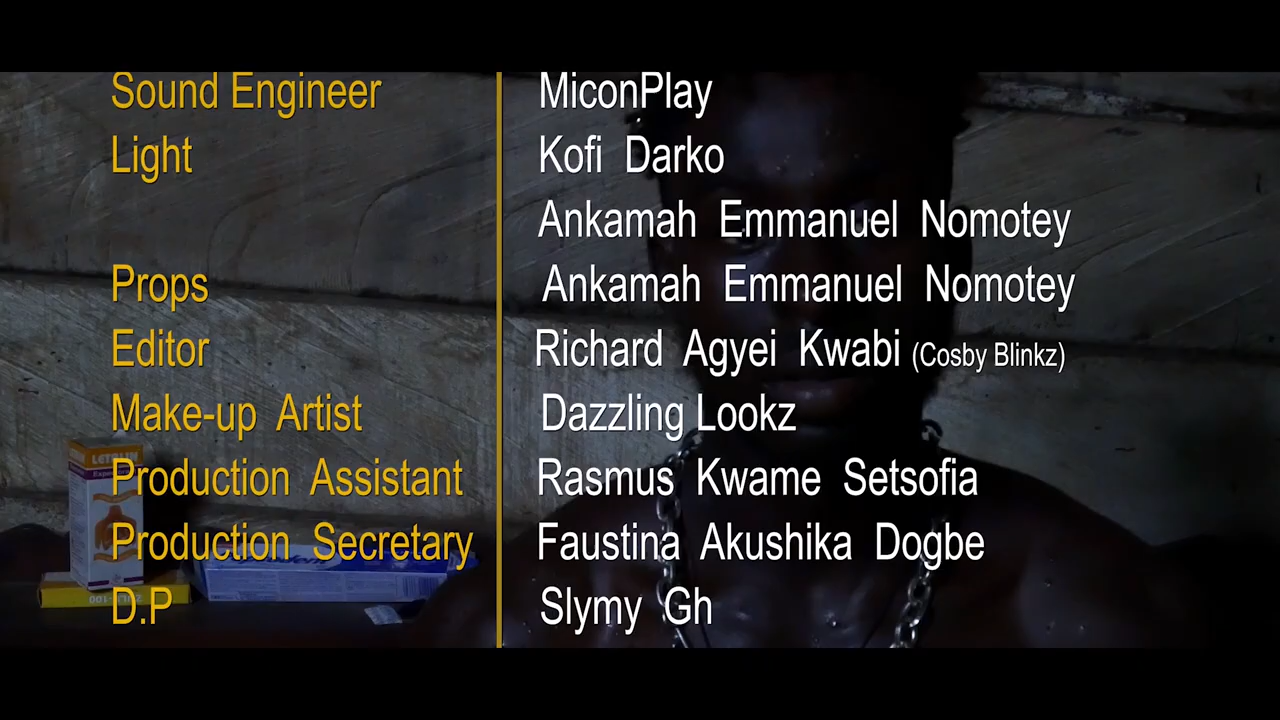 Sound Engineer MiconPlay
Light Kofi Darko
Ankamah Emmanuel Nomotey
Props Ankamah Emmanuel Nomotey
Editor Richard Agyei Kwabi (Cosby Blinkz)
Make-up Artist Dazzling Lookz
Production Assistant Rasmus Kwame Setsofia
Production Secretary Faustina Akushika Dogbe
D.P Slymy Gh